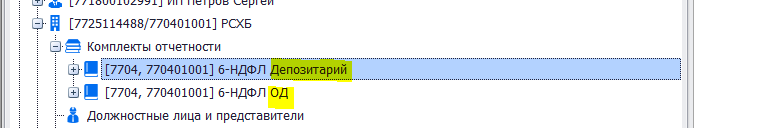 [771800102991] ИП Петров Сергей
[7725114488/770401001] РСХБ
Комплекты отчетности
[7704, 770401001] 6-НДФЛ Депозитарий
[7704, 770401001] 6-НДФЛ ОД
Должностные лица и представители